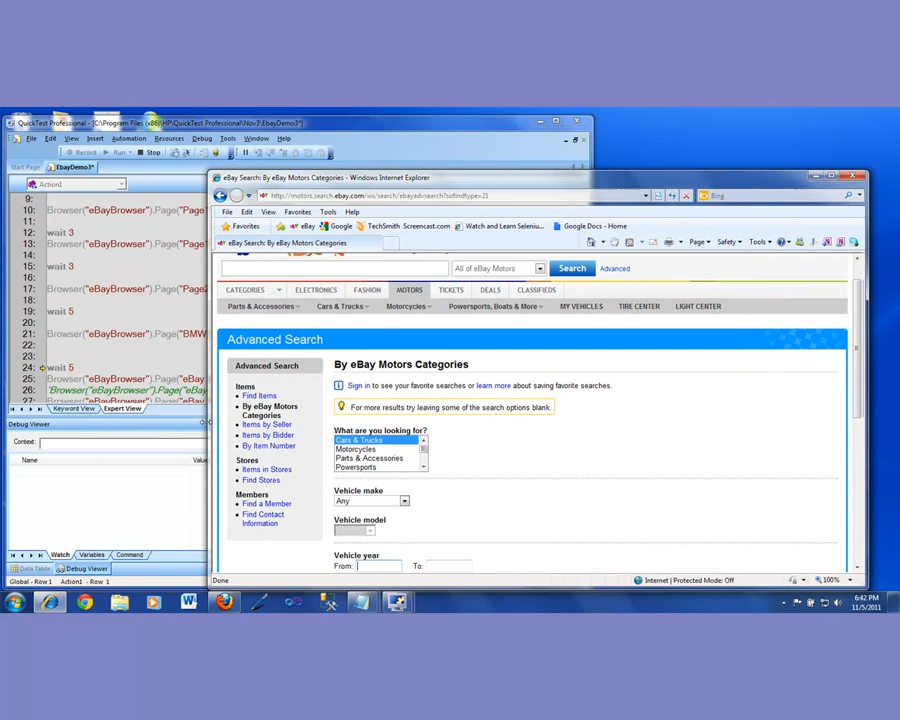 QuickTest Professional - [C:\Program Files (x86)\HP\QuickTest Professional\Nov3\EbayDemo3*]
File Edit View Insert Automation Resources Debug Tools Window Help
Record Run Stop
Start Page EbayDemo3*
Action1
9:
10: Browser("eBayBrowser").Page("Page
11:
12: wait 3
13: Browser("eBayBrowser").Page("Page
14:
15: wait 3
16:
17: Browser("eBayBrowser").Page("Page2
18:
19: wait 5
20:
21: Browser("eBayBrowser").Page("BMW
22:
23:
24: wait 5
25: Browser("eBayBrowser").Page("eBay
26: 'Browser("eBayBrowser").Page("eBa
27: Browser("eBayBrowser").Page("eBay
Keyword View Expert View
Debug Viewer
Context:
Name Value
Watch Variables Command
Data Table Debug Viewer
Global - Row 1 Action1 - Row 1
eBay Search: By eBay Motors Categories - Windows Internet Explorer
http://motors.search.ebay.com/ws/search/ebayadvsearch?sofindtype=21
Bing
File Edit View Favorites Tools Help
Favorites eBay Google TechSmith Screencast.com Watch and Learn Seleniu... Google Docs - Home
eBay Search: By eBay Motors Categories
Page Safety Tools
All of eBay Motors Search Advanced
CATEGORIES ELECTRONICS FASHION MOTORS TICKETS DEALS CLASSIFIEDS
Parts & Accessories Cars & Trucks Motorcycles Powersports, Boats & More MY VEHICLES TIRE CENTER LIGHT CENTER
Advanced Search
Advanced Search
Items
Find Items
By eBay Motors
Categories
Items by Seller
Items by Bidder
By Item Number
Stores
Items in Stores
Find Stores
Members
Find a Member
Find Contact
Information
By eBay Motors Categories
Sign in to see your favorite searches or learn more about saving favorite searches.
For more results try leaving some of the search options blank.
What are you looking for?
Cars & Trucks
Motorcycles
Parts & Accessories
Powersports
Vehicle make
Any
Vehicle model
Vehicle year
From: To:
Done Internet | Protected Mode: Off 100%
6:42 PM
11/5/2011